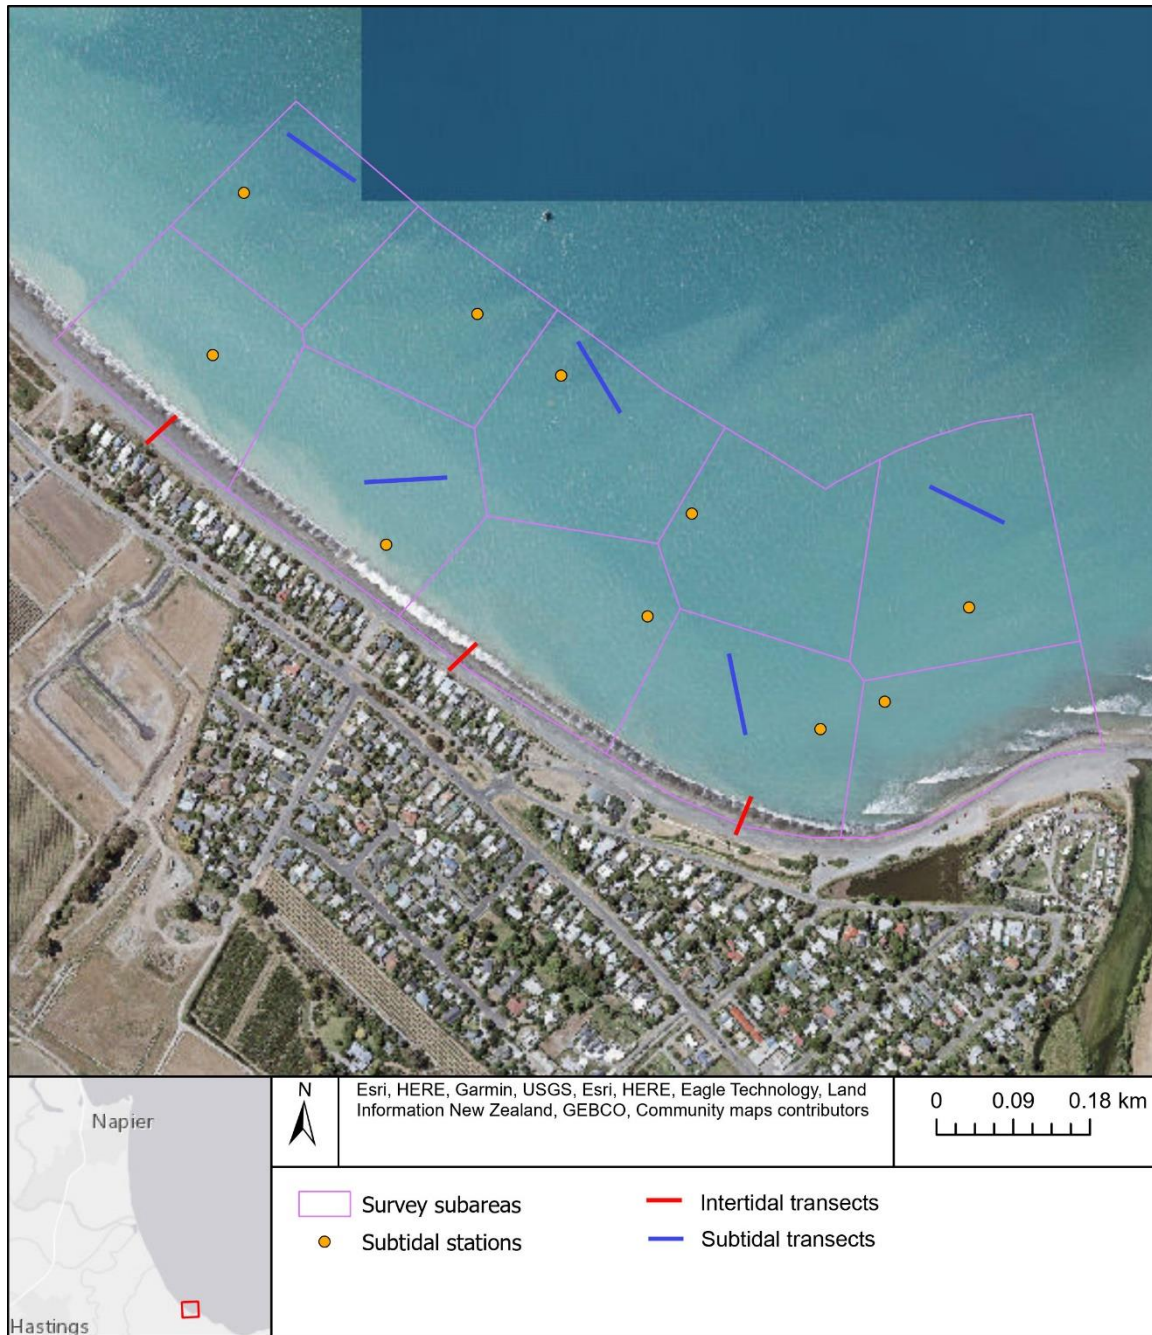 Napier
Hastings
N
Esri, HERE, Garmin, USGS, Esri, HERE, Eagle Technology, Land
Information New Zealand, GEBCO, Community maps contributors
0 0.09 0.18 km
Survey subareas
Subtidal stations
Intertidal transects
Subtidal transects